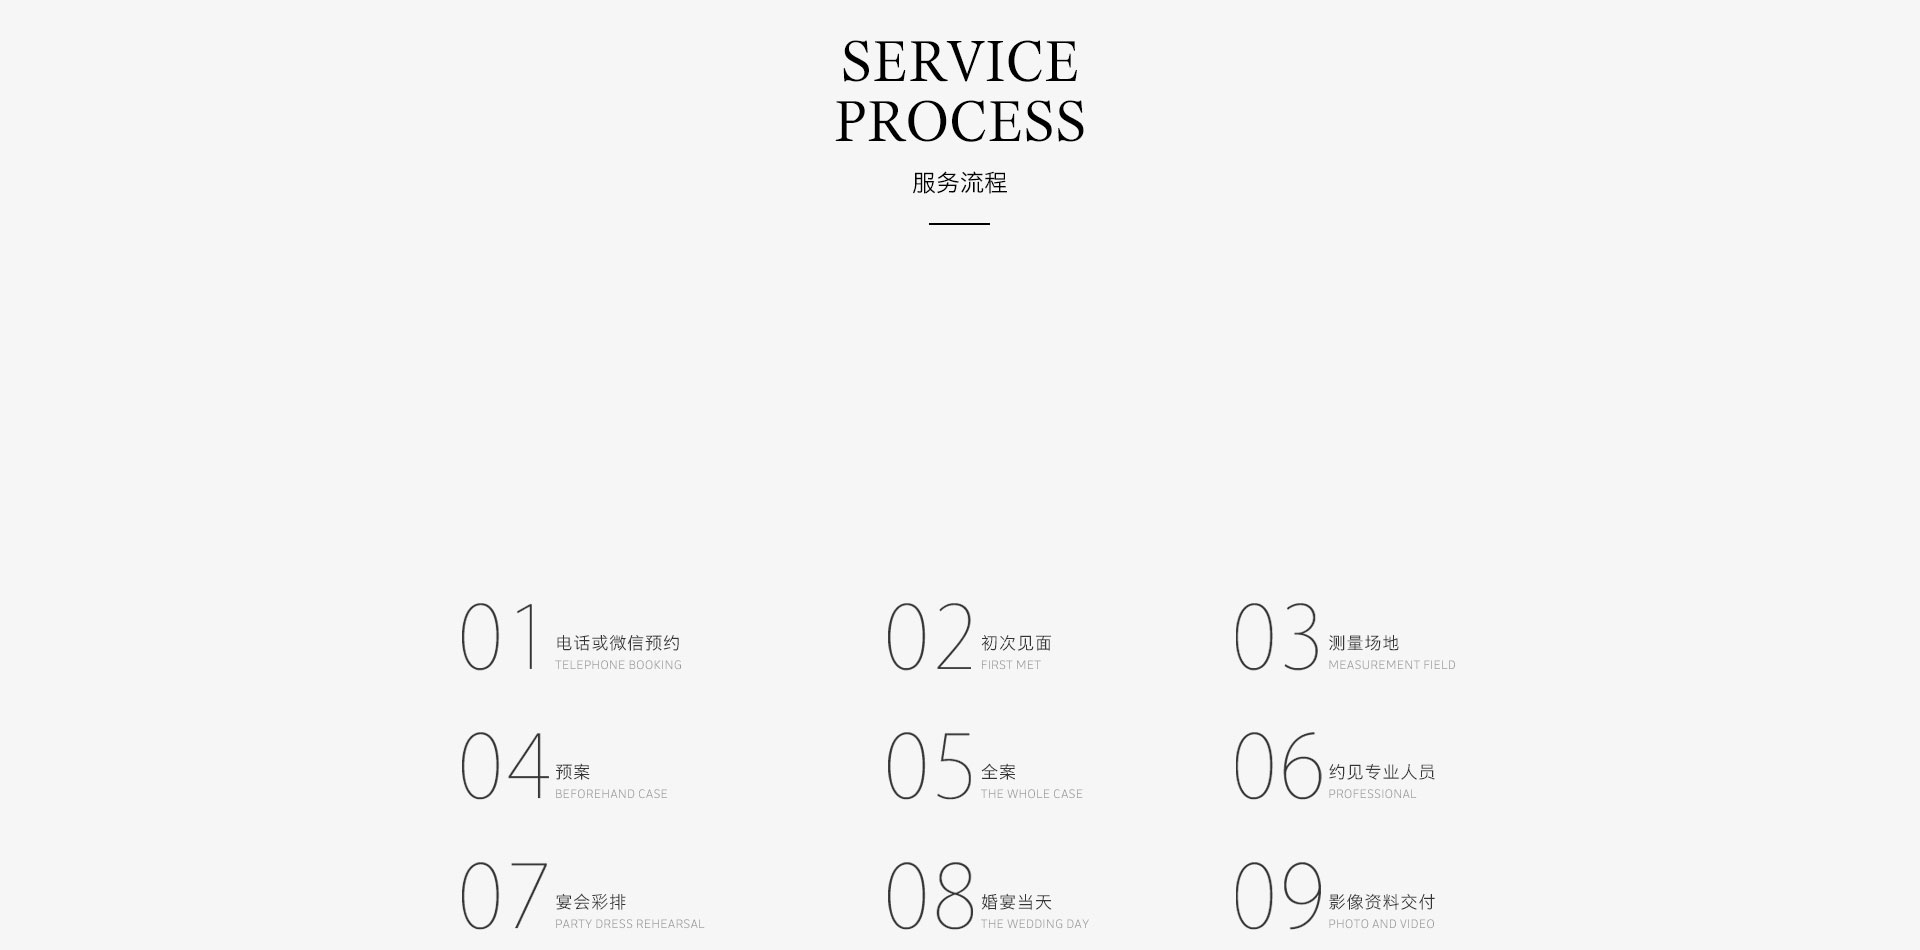 SERVICE
PROCESS
服务流程
01 电话或微信预约
TELEPHONE BOOKING
02 初次见面
FIRST MET
03 测量场地
MEASUREMENT FIELD
04 预案
BEFOREHAND CASE
05 全案
THE WHOLE CASE
06 约见专业人员
PROFESSIONAL
07 宴会彩排
PARTY DRESS REHEARSAL
08 婚宴当天
THE WEDDING DAY
09 影像资料交付
PHOTO AND VIDEO